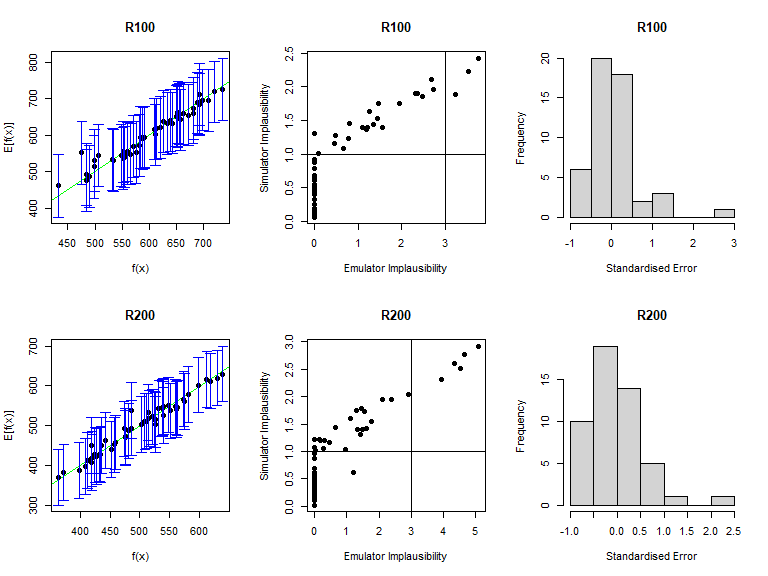 R100 R100 R100
E[f(x)]
400 500 600 700 800
450 500 550 600 650 700
f(x)
Simulator Implausibility
0.0 0.5 1.0 1.5 2.0 2.5
0 1 2 3
Emulator Implausibility
Frequency
0 5 10 15 20
-1 0 1 2 3
Standardised Error
R200 R200 R200
E[f(x)]
300 400 500 600 700
400 450 500 550 600
f(x)
Simulator Implausibility
0.0 0.5 1.0 1.5 2.0 2.5 3.0
0 1 2 3 4 5
Emulator Implausibility
Frequency
0 5 10 15
-1.0 0.0 1.0 1.5 2.0 2.5
Standardised Error